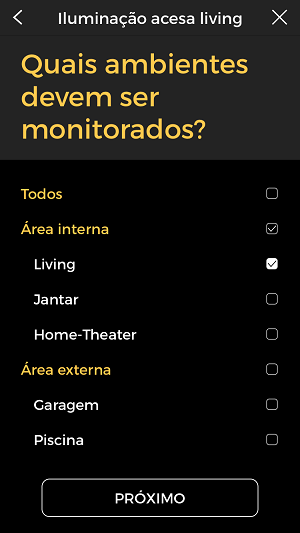 Iluminação acesa living
Quais ambientes
devem ser
monitorados?
Todos
Área interna
Living
Jantar
Home-Theater
Área externa
Garagem
Piscina
PRÓXIMO